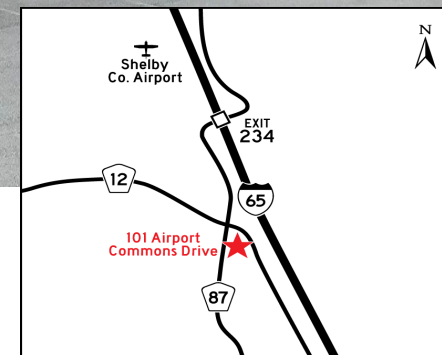 N
Shelby
Co. Airport
EXIT
234
12
65
101 Airport
Commons Drive
87